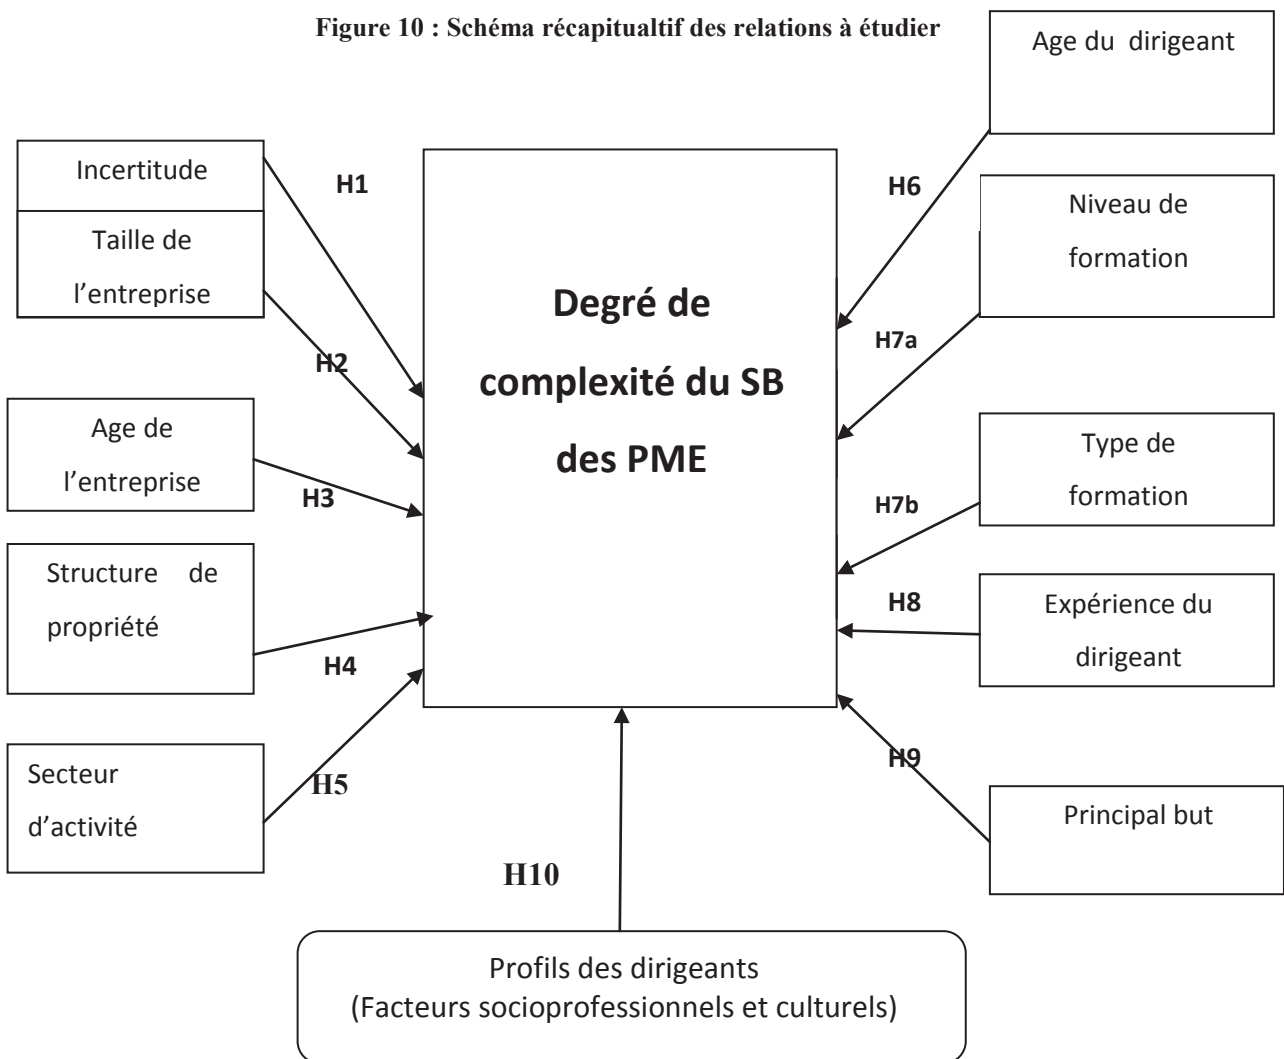 Figure 10 : Schéma récapitualtif des relations à étudier
Incertitude
Taille de
l’entreprise
Age de
l’entreprise
Structure de
propriété
Secteur
d’activité
H1
H2
H3
H4
H5
Degré de
complexité du SB
des PME
H6
H7a
H7b
H8
H9
Age du dirigeant
Niveau de
formation
Type de
formation
Expérience du
dirigeant
Principal but
H10
Profils des dirigeants
(Facteurs socioprofessionnels et culturels)